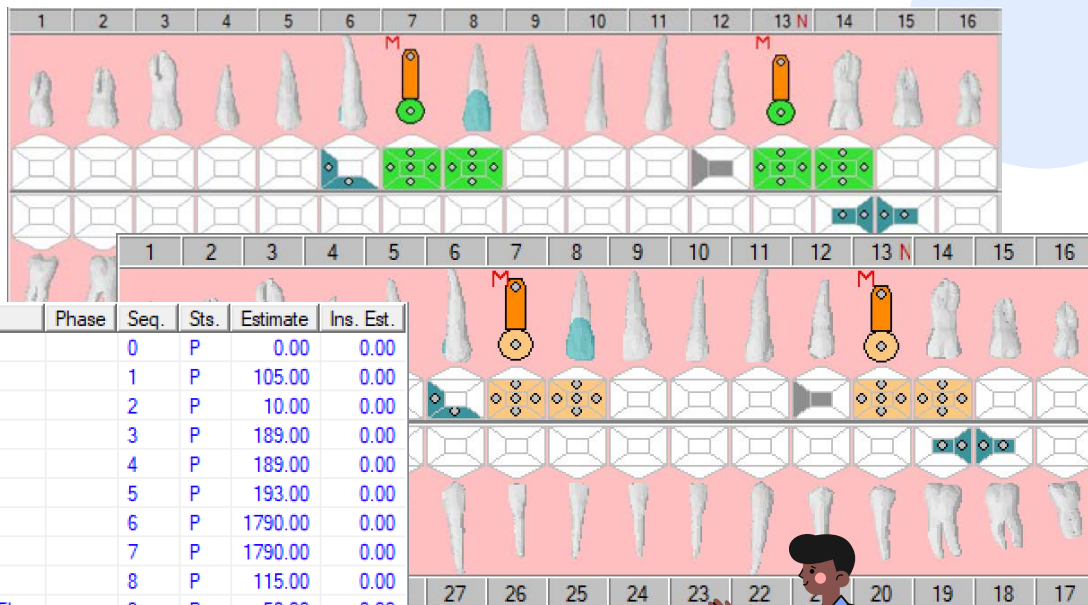 1 2 3 4 5 6 7 8 9 10 11 12 13 N 14 15 16
M M
1 2 3 4 5 6 7 8 9 10 11 12 13 N 14 15 16
M M
Phase Seq. Sts. Estimate Ins. Est.
0 P 0.00 0.00
1 P 105.00 0.00
2 P 10.00 0.00
3 P 189.00 0.00
4 P 189.00 0.00
5 P 193.00 0.00
6 P 1790.00 0.00
7 P 1790.00 0.00
8 P 115.00 0.00
27 26 25 24 23 22 20 19 18 17